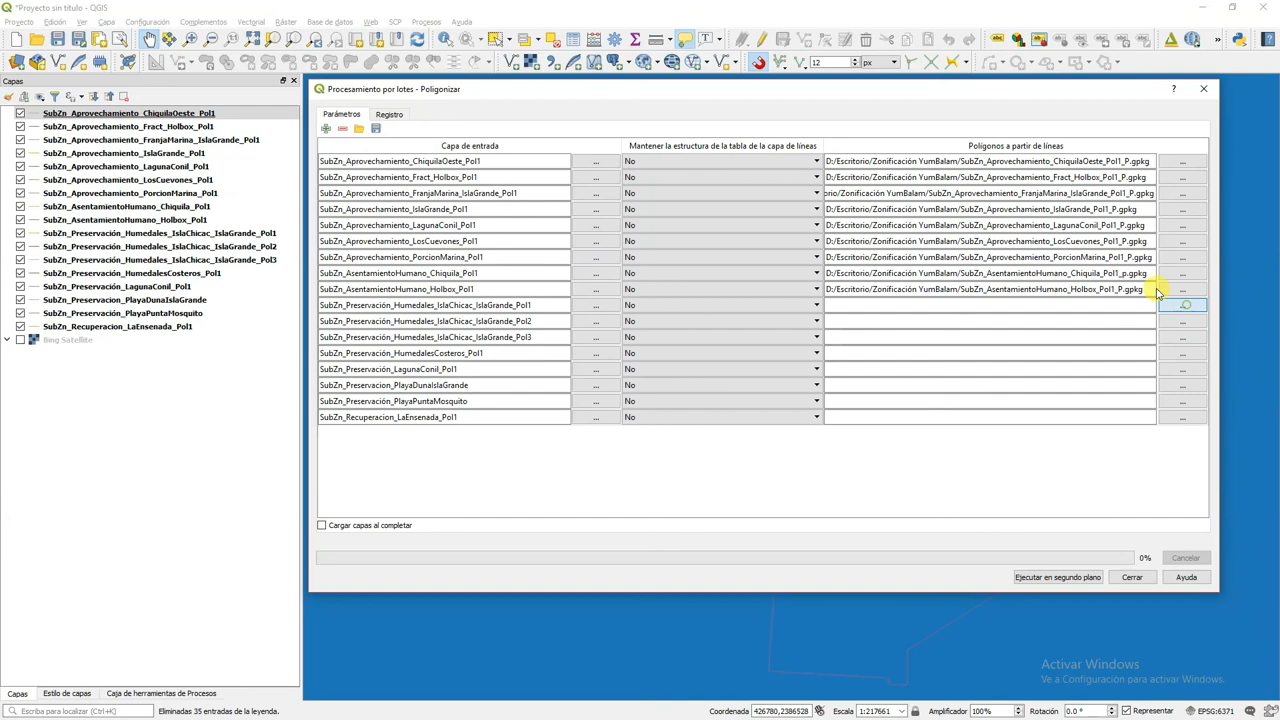 *Proyecto sin título - QGIS
Proyecto Edición Ver Capa Configuración Complementos Vectorial Ráster Base de datos Web SCP Procesos Ayuda
12 px
Capas
SubZn_Aprovechamiento_ChiquilaOeste_Pol1
SubZn_Aprovechamiento_Fract_Holbox_Pol1
SubZn_Aprovechamiento_FranjaMarina_IslaGrande_Pol1
SubZn_Aprovechamiento_IslaGrande_Pol1
SubZn_Aprovechamiento_LagunaConil_Pol1
SubZn_Aprovechamiento_LosCuevones_Pol1
SubZn_Aprovechamiento_PorcionMarina_Pol1
SubZn_AsentamientoHumano_Chiquila_Pol1
SubZn_AsentamientoHumano_Holbox_Pol1
SubZn_Preservación_Humedales_IslaChicac_IslaGrande_Pol1
SubZn_Preservación_Humedales_IslaChicac_IslaGrande_Pol2
SubZn_Preservación_Humedales_IslaChicac_IslaGrande_Pol3
SubZn_Preservación_HumedalesCosteros_Pol1
SubZn_Preservación_LagunaConil_Pol1
SubZn_Preservacion_PlayaDunaIslaGrande
SubZn_Preservación_PlayaPuntaMosquito
SubZn_Recuperacion_LaEnsenada_Pol1
Bing Satellite
Procesamiento por lotes - Poligonizar
Parámetros Registro
Capa de entrada Mantener la estructura de la tabla de la capa de líneas Polígonos a partir de líneas
SubZn_Aprovechamiento_ChiquilaOeste_Pol1 ... No D:/Escritorio/Zonificación YumBalam/SubZn_Aprovechamiento_ChiquilaOeste_Pol1_P.gpkg ...
SubZn_Aprovechamiento_Fract_Holbox_Pol1 ... No D:/Escritorio/Zonificación YumBalam/SubZn_Aprovechamiento_Fract_Holbox_Pol1_P.gpkg ...
SubZn_Aprovechamiento_FranjaMarina_IslaGrande_Pol1 ... No orio/Zonificación YumBalam/SubZn_Aprovechamiento_FranjaMarina_IslaGrande_Pol1_P.gpkg ...
SubZn_Aprovechamiento_IslaGrande_Pol1 ... No D:/Escritorio/Zonificación YumBalam/SubZn_Aprovechamiento_IslaGrande_Pol1_P.gpkg ...
SubZn_Aprovechamiento_LagunaConil_Pol1 ... No D:/Escritorio/Zonificación YumBalam/SubZn_Aprovechamiento_LagunaConil_Pol1_P.gpkg ...
SubZn_Aprovechamiento_LosCuevones_Pol1 ... No D:/Escritorio/Zonificación YumBalam/SubZn_Aprovechamiento_LosCuevones_Pol1_P.gpkg ...
SubZn_Aprovechamiento_PorcionMarina_Pol1 ... No D:/Escritorio/Zonificación YumBalam/SubZn_Aprovechamiento_PorcionMarina_Pol1_P.gpkg ...
SubZn_AsentamientoHumano_Chiquila_Pol1 ... No D:/Escritorio/Zonificación YumBalam/SubZn_AsentamientoHumano_Chiquila_Pol1_p.gpkg ...
SubZn_AsentamientoHumano_Holbox_Pol1 ... No D:/Escritorio/Zonificación YumBalam/SubZn_AsentamientoHumano_Holbox_Pol1_P.gpkg ...
SubZn_Preservación_Humedales_IslaChicac_IslaGrande_Pol1 ... No
SubZn_Preservación_Humedales_IslaChicac_IslaGrande_Pol2 ... No ...
SubZn_Preservación_Humedales_IslaChicac_IslaGrande_Pol3 ... No ...
SubZn_Preservación_HumedalesCosteros_Pol1 ... No ...
SubZn_Preservación_LagunaConil_Pol1 ... No ...
SubZn_Preservacion_PlayaDunaIslaGrande ... No ...
SubZn_Preservación_PlayaPuntaMosquito ... No ...
SubZn_Recuperacion_LaEnsenada_Pol1 ... No ...
Cargar capas al completar
0% Cancelar
Ejecutar en segundo plano Cerrar Ayuda
Activar Windows
Ve a Configuración para activar Windows.
Capas Estilo de capas Caja de herramientas de Procesos
Escriba para localizar (Ctrl+K) Eliminadas 35 entradas de la leyenda. Coordenada 426780,2386528 Escala 1:217661 Amplificador 100% Rotación 0.0 ° Representar EPSG:6371